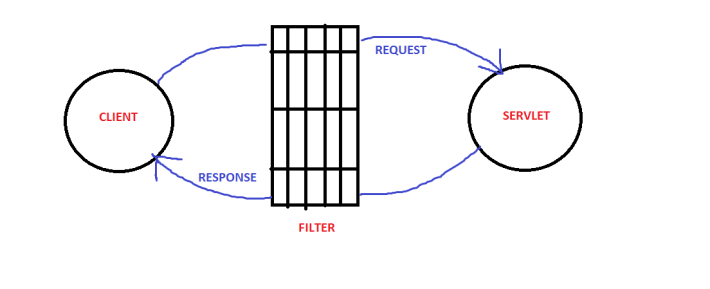 REQUEST
CLIENT
SERVLET
RESPONSE
FILTER